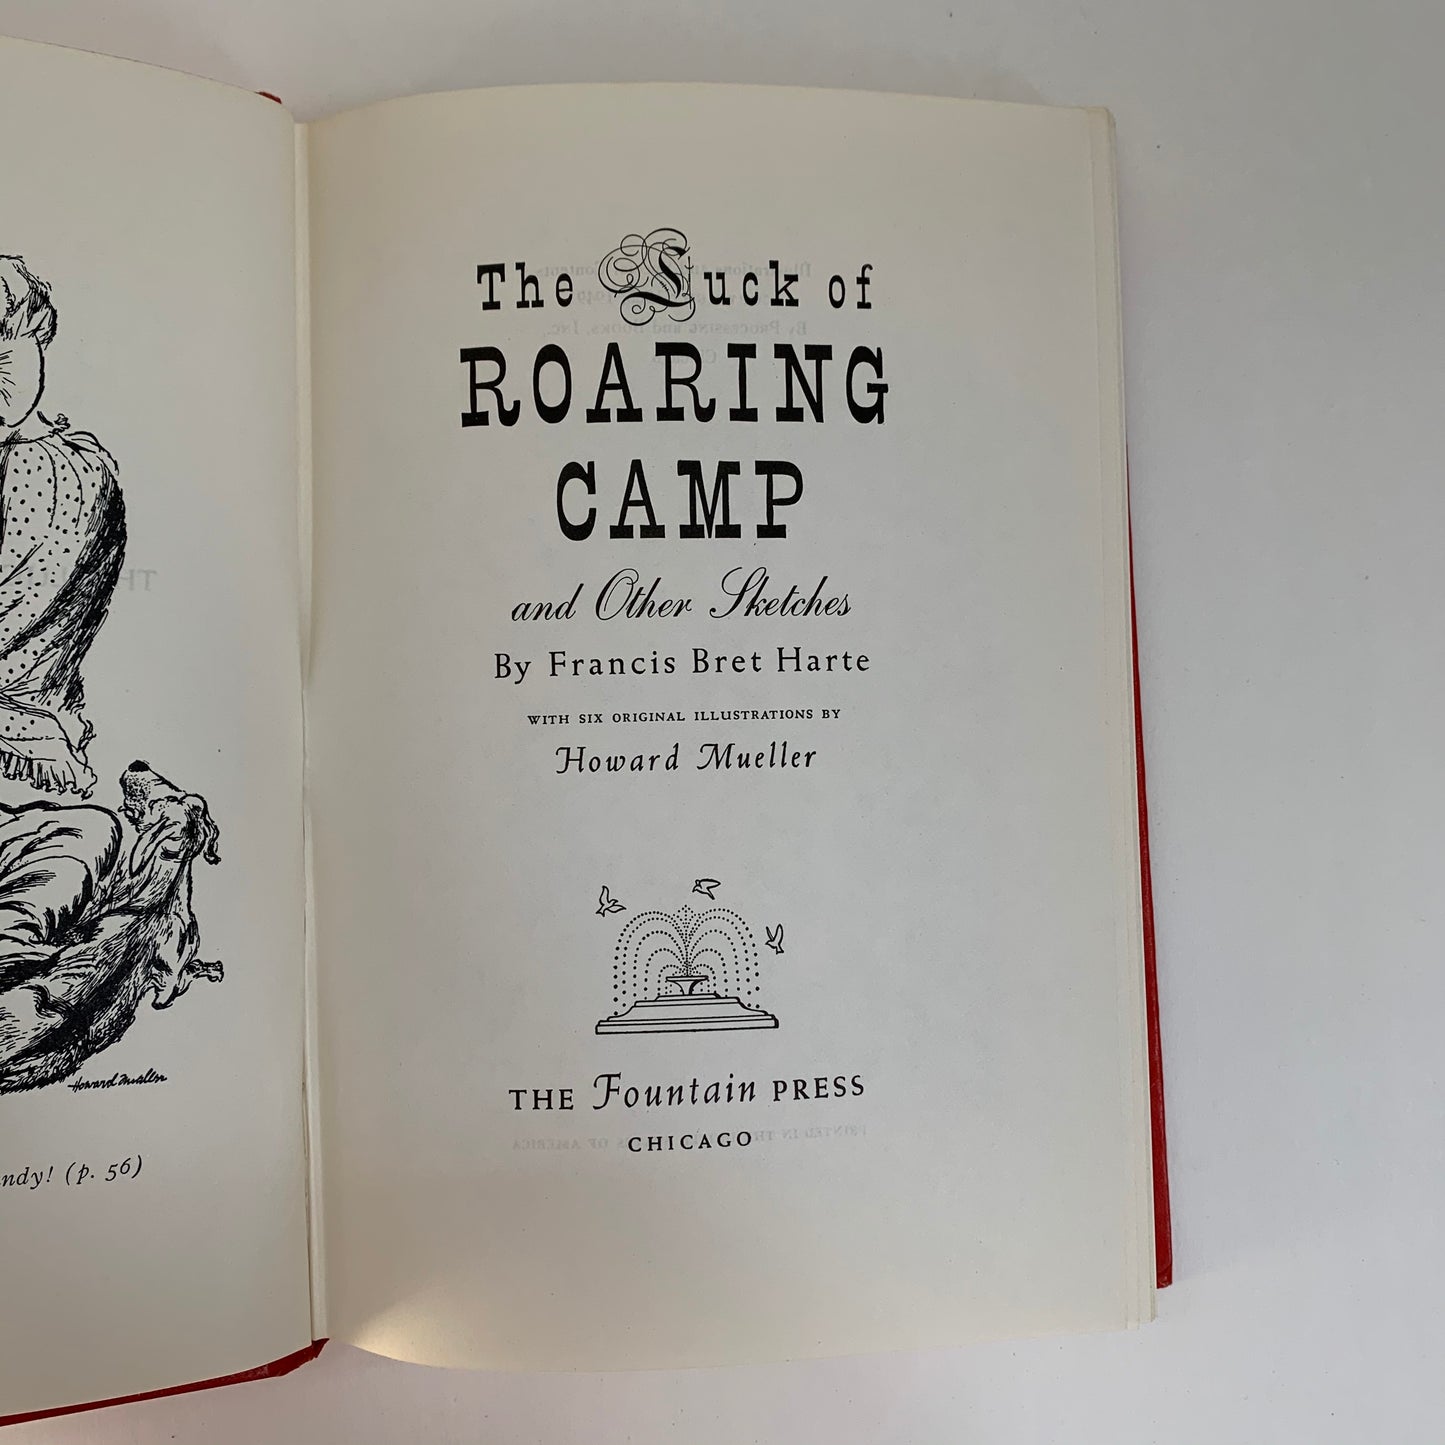 The Luck of
ROARING
CAMP
and Other Sketches
By Francis Bret Harte
WITH SIX ORIGINAL ILLUSTRATIONS BY
Howard Mueller
THE Fountain PRESS
CHICAGO
Howard Mueller
(p. 56)